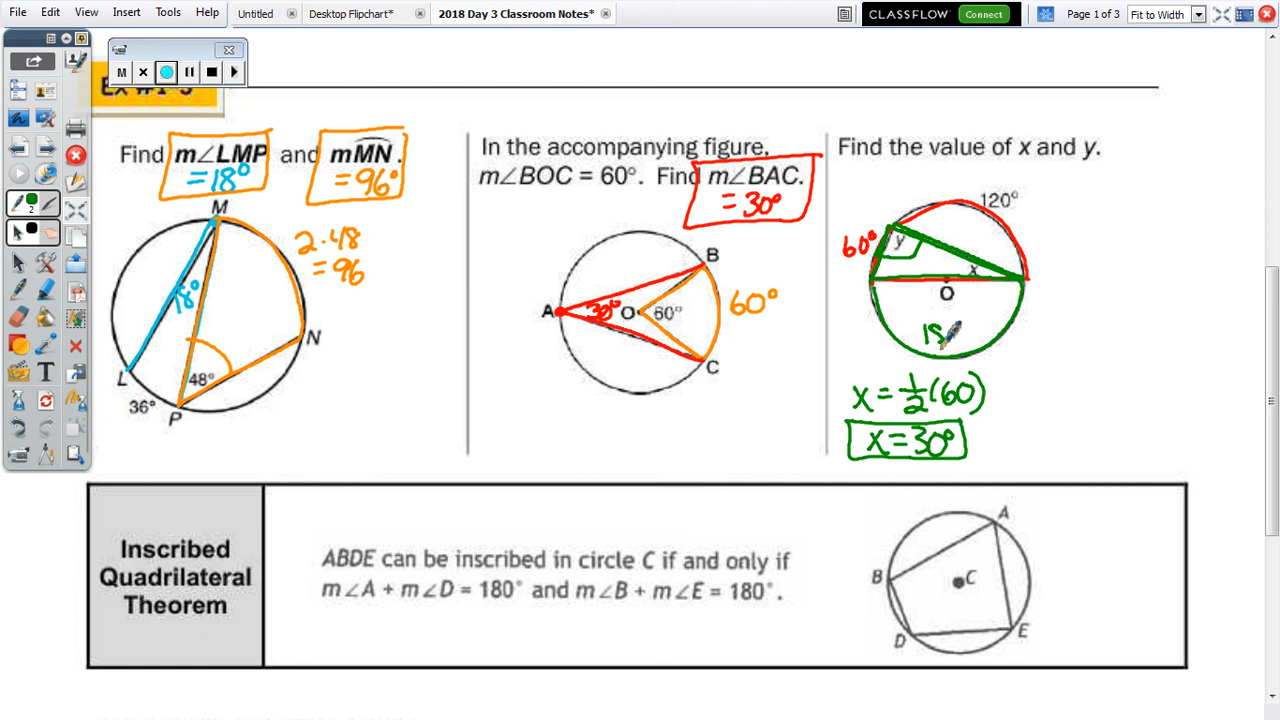 File Edit View Insert Tools Help
Untitled
Desktop Flipchart*
2018 Day 3 Classroom Notes*
CLASSFLOW Connect
Page 1 of 3
Fit to Width
M
Find m∠LMP and mMN.
=18°
=96°
M
2·48
=96
18°
N
L
48°
36°
P
In the accompanying figure,
m∠BOC = 60°. Find m∠BAC.
= 30°
B
A
30°
O
60°
60°
C
Find the value of x and y.
120°
60°
y
x
O
18
x = 1/2 (60)
x = 30°
2
T
Inscribed
Quadrilateral
Theorem
ABDE can be inscribed in circle C if and only if
m∠A + m∠D = 180° and m∠B + m∠E = 180°.
A
B
C
D
E